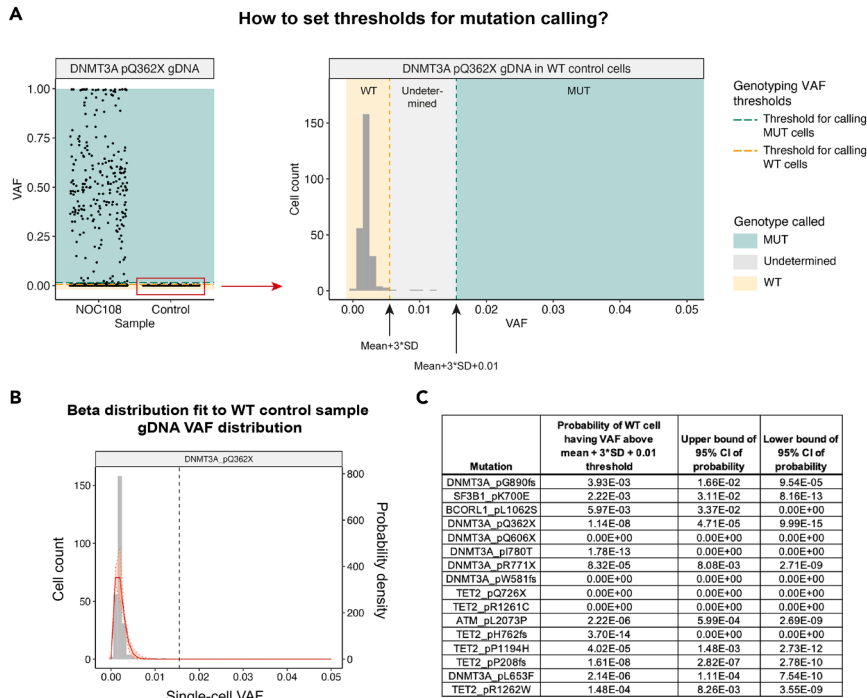 A
How to set thresholds for mutation calling?
DNMT3A pQ362X gDNA
1.00
0.75
0.50
0.25
0.00
VAF
NOC108
Control
Sample
DNMT3A pQ362X gDNA in WT control cells
WT
Undeter-
mined
MUT
150
100
50
0
Cell count
0.00
0.01
0.02
0.03
0.04
0.05
VAF
Mean+3*SD
Mean+3*SD+0.01
Genotyping VAF
thresholds
Threshold for calling
MUT cells
Threshold for calling
WT cells
Genotype called
MUT
Undetermined
WT
B
Beta distribution fit to WT control sample
gDNA VAF distribution
DNMT3A_pQ362X
150
100
50
0
Cell count
800
600
400
200
0
Probability density
0.00
0.01
0.02
0.03
0.04
0.05
Single-cell VAF
C
Mutation | Probability of WT cell having VAF above mean + 3*SD + 0.01 threshold | Upper bound of 95% CI of probability | Lower bound of 95% CI of probability
DNMT3A_pG890fs 3.93E-03 1.66E-02 9.54E-05
SF3B1_pK700E 2.22E-03 3.11E-02 8.16E-13
BCORL1_pL1062S 5.97E-03 3.37E-02 0.00E+00
DNMT3A_pQ362X 1.14E-08 4.71E-05 9.99E-15
DNMT3A_pQ606X 0.00E+00 0.00E+00 0.00E+00
DNMT3A_pI780T 1.78E-13 0.00E+00 0.00E+00
DNMT3A_pR771X 8.32E-05 8.08E-03 2.71E-09
DNMT3A_pW581fs 0.00E+00 0.00E+00 0.00E+00
TET2_pQ726X 0.00E+00 0.00E+00 0.00E+00
TET2_pR1261C 0.00E+00 0.00E+00 0.00E+00
ATM_pL2073P 2.22E-06 5.99E-04 2.69E-09
TET2_pH762fs 3.70E-14 0.00E+00 0.00E+00
TET2_pP1194H 4.02E-05 1.48E-03 2.73E-12
TET2_pP208fs 1.61E-08 2.82E-07 2.78E-10
DNMT3A_pL653F 2.14E-06 1.11E-04 7.54E-10
TET2_pR1262W 1.48E-04 8.26E-03 3.55E-09